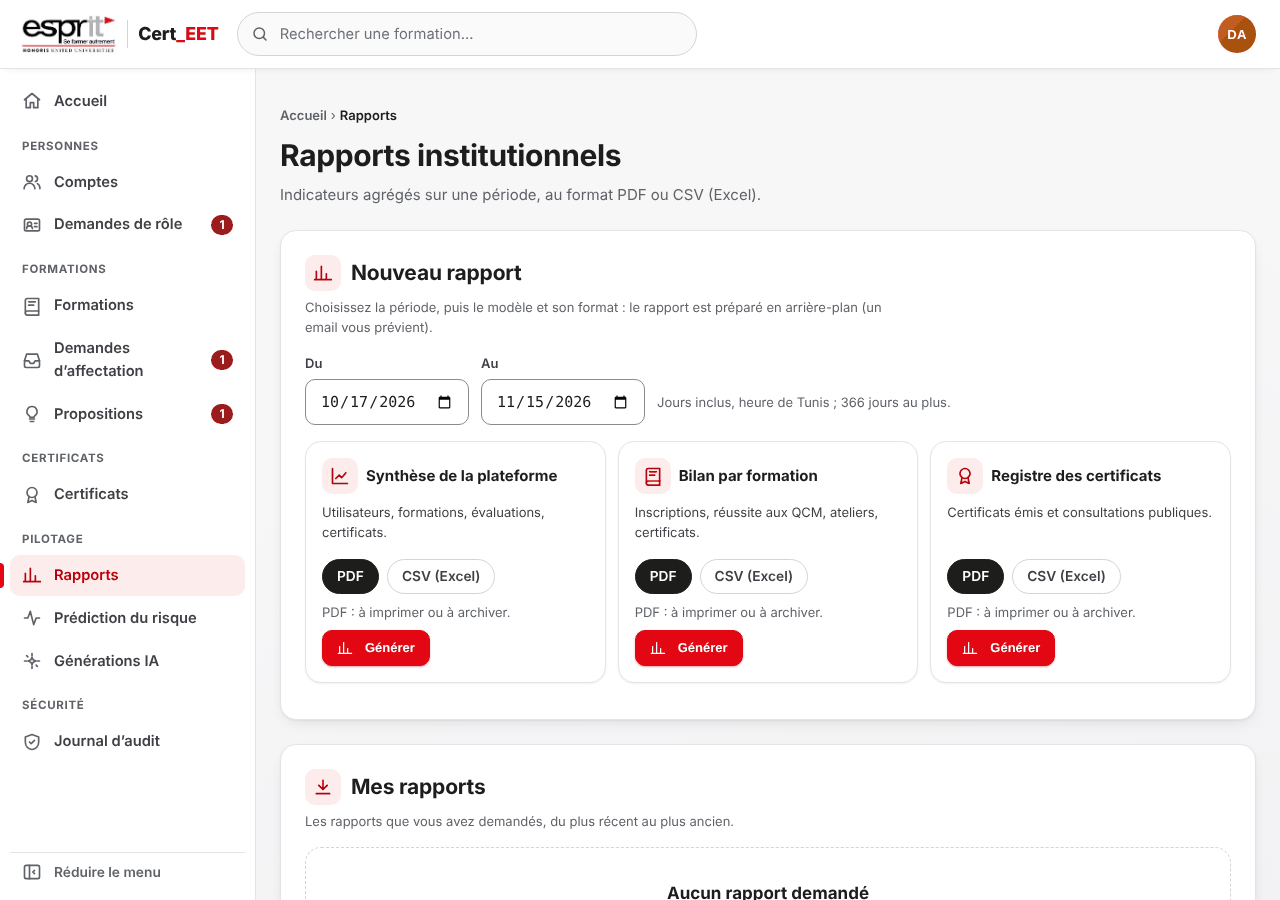 esprit
Se former autrement
HONORIS UNITED UNIVERSITIES
Cert_EET
Rechercher une formation...
DA
Accueil
PERSONNES
Comptes
Demandes de rôle
1
FORMATIONS
Formations
Demandes
d’affectation
1
Propositions
1
CERTIFICATS
Certificats
PILOTAGE
Rapports
Prédiction du risque
Générations IA
SÉCURITÉ
Journal d’audit
Réduire le menu
Accueil › Rapports
Rapports institutionnels
Indicateurs agrégés sur une période, au format PDF ou CSV (Excel).
Nouveau rapport
Choisissez la période, puis le modèle et son format : le rapport est préparé en arrière-plan (un
email vous prévient).
Du
10/17/2026
Au
11/15/2026
Jours inclus, heure de Tunis ; 366 jours au plus.
Synthèse de la plateforme
Utilisateurs, formations, évaluations,
certificats.
PDF
CSV (Excel)
PDF : à imprimer ou à archiver.
Générer
Bilan par formation
Inscriptions, réussite aux QCM, ateliers,
certificats.
PDF
CSV (Excel)
PDF : à imprimer ou à archiver.
Générer
Registre des certificats
Certificats émis et consultations publiques.
PDF
CSV (Excel)
PDF : à imprimer ou à archiver.
Générer
Mes rapports
Les rapports que vous avez demandés, du plus récent au plus ancien.
Aucun rapport demandé